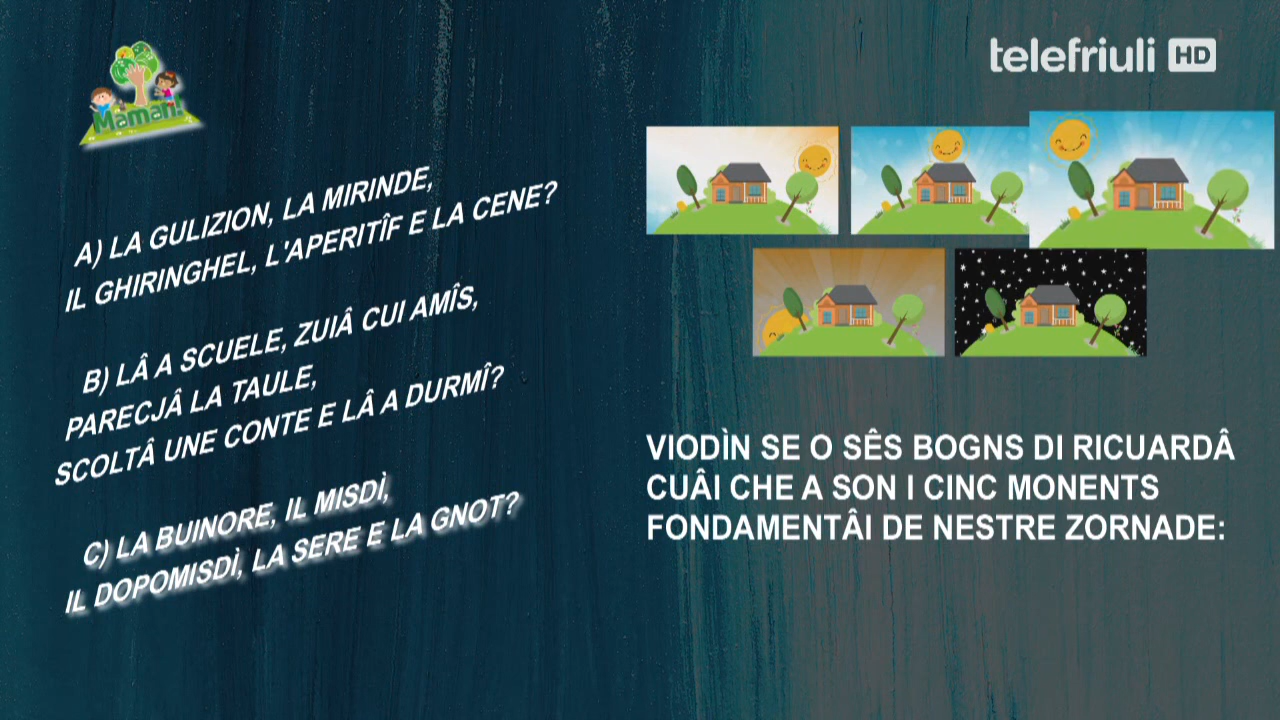 Maman!
telefriuli HD
A) LA GULIZION, LA MIRINDE,
IL GHIRINGHEL, L'APERITÎF E LA CENE?
B) LÂ A SCUELE, ZUIÂ CUI AMÎS,
PARECJÂ LA TAULE,
SCOLTÂ UNE CONTE E LÂ A DURMÎ?
C) LA BUINORE, IL MISDÌ,
IL DOPOMISDÌ, LA SERE E LA GNOT?
VIODÌN SE O SÊS BOGNS DI RICUARDÂ
CUÂI CHE A SON I CINC MONENTS
FONDAMENTÂI DE NESTRE ZORNADE: